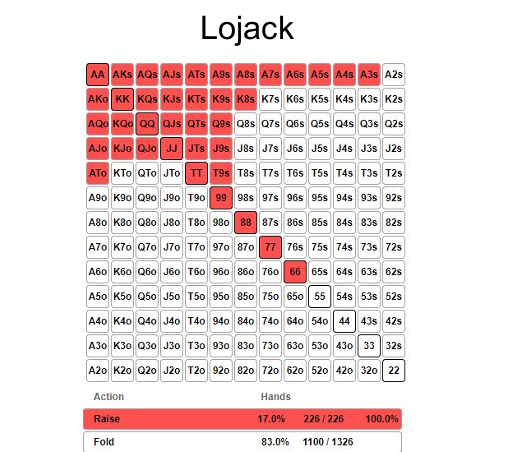 Lojack
AA AKs AQs AJs ATs A9s A8s A7s A6s A5s A4s A3s A2s
AKo KK KQs KJs KTs K9s K8s K7s K6s K5s K4s K3s K2s
AQo KQo QQ QJs QTs Q9s Q8s Q7s Q6s Q5s Q4s Q3s Q2s
AJo KJo QJo JJ JTs J9s J8s J7s J6s J5s J4s J3s J2s
ATo KTo QTo JTo TT T9s T8s T7s T6s T5s T4s T3s T2s
A9o K9o Q9o J9o T9o 99 98s 97s 96s 95s 94s 93s 92s
A8o K8o Q8o J8o T8o 98o 88 87s 86s 85s 84s 83s 82s
A7o K7o Q7o J7o T7o 97o 87o 77 76s 75s 74s 73s 72s
A6o K6o Q6o J6o T6o 96o 86o 76o 66 65s 64s 63s 62s
A5o K5o Q5o J5o T5o 95o 85o 75o 65o 55 54s 53s 52s
A4o K4o Q4o J4o T4o 94o 84o 74o 64o 54o 44 43s 42s
A3o K3o Q3o J3o T3o 93o 83o 73o 63o 53o 43o 33 32s
A2o K2o Q2o J2o T2o 92o 82o 72o 62o 52o 42o 32o 22
Action Hands
Raise 17.0% 226 / 226 100.0%
Fold 83.0% 1100 / 1326